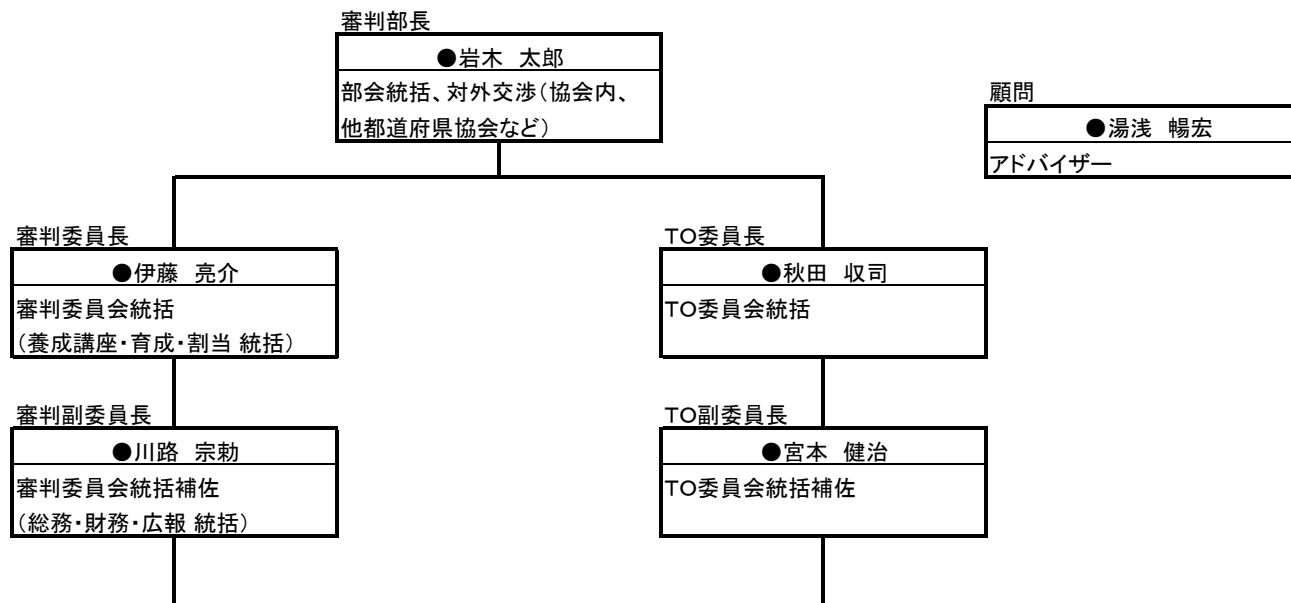 審判部長
●岩木 太郎
部会統括、対外交渉（協会内、
他都道府県協会など）
顧問
●湯浅 暢宏
アドバイザー
審判委員長
●伊藤 亮介
審判委員会統括
（養成講座・育成・割当 統括）
TO委員長
●秋田 収司
TO委員会統括
審判副委員長
●川路 宗勅
審判委員会統括補佐
（総務・財務・広報 統括）
TO副委員長
●宮本 健治
TO委員会統括補佐